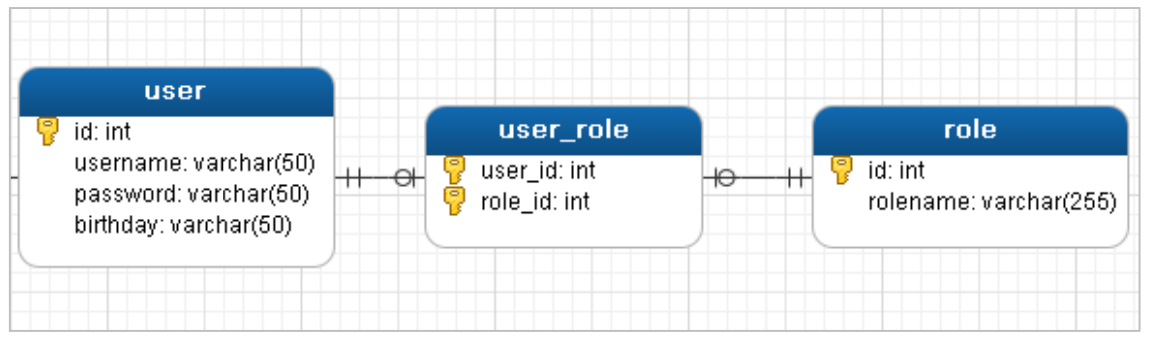 user
id: int
username: varchar(50)
password: varchar(50)
birthday: varchar(50)
user_role
user_id: int
role_id: int
role
id: int
rolename: varchar(255)